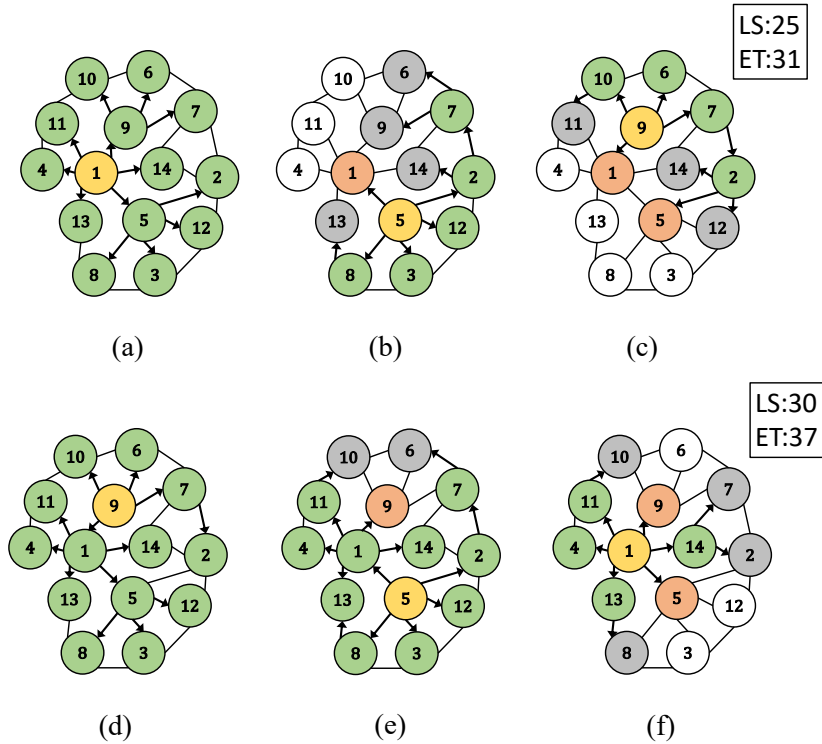 LS:25
ET:31
10 6 10 6 10 6
11 9 7 11 9 7 11 9 7
4 1 14 2 4 1 14 2 4 1 14 2
13 5 12 13 5 12 13 5 12
8 3 8 3 8 3
(a) (b) (c)
LS:30
ET:37
10 6 10 6 10 6
11 9 7 11 9 7 11 9 7
4 1 14 2 4 1 14 2 4 1 14 2
13 5 12 13 5 12 13 5 12
8 3 8 3 8 3
(d) (e) (f)